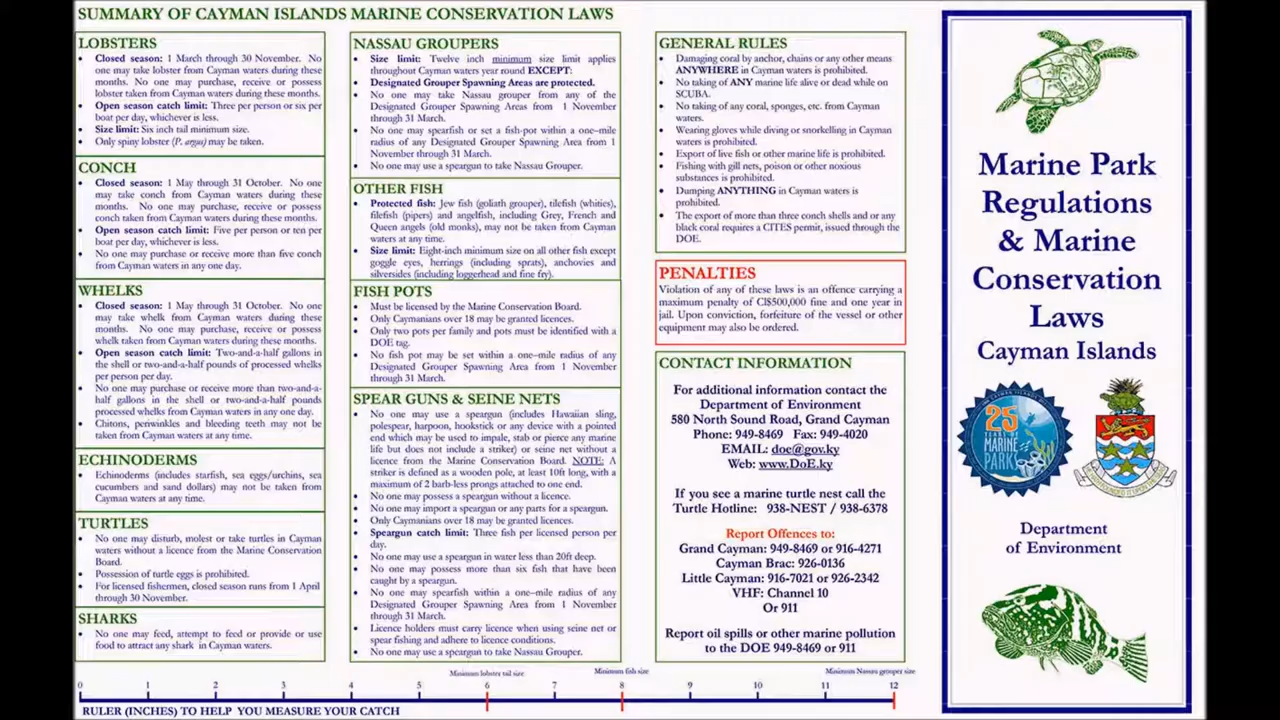 SUMMARY OF CAYMAN ISLANDS MARINE CONSERVATION LAWS
LOBSTERS
• Closed season: 1 March through 30 November. No
one may take lobster from Cayman waters during these
months. No one may purchase, receive or possess
lobster taken from Cayman waters during these months.
• Open season catch limit: Three per person or six per
boat per day, whichever is less.
• Size limit: Six inch tail minimum size.
• Only spiny lobster (P. argus) may be taken.
CONCH
• Closed season: 1 May through 31 October. No one
may take conch from Cayman waters during these
months. No one may purchase, receive or possess
conch taken from Cayman waters during these months.
• Open season catch limit: Five per person or ten per
boat per day, whichever is less.
• No one may purchase or receive more than five conch
from Cayman waters in any one day.
WHELKS
• Closed season: 1 May through 31 October. No one
may take whelk from Cayman waters during these
months. No one may purchase, receive or possess
whelk taken from Cayman waters during these months.
• Open season catch limit: Two-and-a-half gallons in
the shell or two-and-a-half pounds of processed whelks
per person per day.
• No one may purchase or receive more than two-and-a-
half gallons in the shell or two-and-a-half pounds
processed whelks from Cayman waters in any one day.
• Chitons, periwinkles and bleeding teeth may not be
taken from Cayman waters at any time.
ECHINODERMS
• Echinoderms (includes starfish, sea eggs/urchins, sea
cucumbers and sand dollars) may not be taken from
Cayman waters at any time.
TURTLES
• No one may disturb, molest or take turtles in Cayman
waters without a licence from the Marine Conservation
Board.
• Possession of turtle eggs is prohibited.
• For licensed fishermen, closed season runs from 1 April
through 30 November.
SHARKS
• No one may feed, attempt to feed or provide or use
food to attract any shark in Cayman waters.
NASSAU GROUPERS
• Size limit: Twelve inch minimum size limit applies
throughout Cayman waters year round EXCEPT:
• Designated Grouper Spawning Areas are protected.
• No one may take Nassau grouper from any of the
Designated Grouper Spawning Areas from 1 November
through 31 March.
• No one may spearfish or set a fish-pot within a one–mile
radius of any Designated Grouper Spawning Area from 1
November through 31 March.
• No one may use a speargun to take Nassau Grouper.
OTHER FISH
• Protected fish: Jew fish (goliath grouper), tilefish (whities),
filefish (pipers) and angelfish, including Grey, French and
Queen angels (old monks), may not be taken from Cayman
waters at any time.
• Size limit: Eight-inch minimum size on all other fish except
goggle eyes, herrings (including sprats), anchovies and
silversides (including loggerhead and fine fry).
FISH POTS
• Must be licensed by the Marine Conservation Board.
• Only Caymanians over 18 may be granted licences.
• Only two pots per family and pots must be identified with a
DOE tag.
• No fish pot may be set within a one–mile radius of any
Designated Grouper Spawning Area from 1 November
through 31 March.
SPEAR GUNS & SEINE NETS
• No one may use a speargun (includes Hawaiian sling,
polespear, harpoon, hookstick or any device with a pointed
end which may be used to impale, stab or pierce any marine
life but does not include a striker) or seine net without a
licence from the Marine Conservation Board. NOTE: A
striker is defined as a wooden pole, at least 10ft long, with a
maximum of 2 barb-less prongs attached to one end.
• No one may possess a speargun without a licence.
• No one may import a speargun or any parts for a speargun.
• Only Caymanians over 18 may be granted licences.
• Speargun catch limit: Three fish per licensed person per
day.
• No one may use a speargun in water less than 20ft deep.
• No one may possess more than six fish that have been
caught by a speargun.
• No one may spearfish within a one–mile radius of any
Designated Grouper Spawning Area from 1 November
through 31 March.
• Licence holders must carry licence when using seine net or
spear fishing and adhere to licence conditions.
• No one may use a speargun to take Nassau Grouper.
GENERAL RULES
• Damaging coral by anchor, chains or any other means
ANYWHERE in Cayman waters is prohibited.
• No taking of ANY marine life alive or dead while on
SCUBA.
• No taking of any coral, sponges, etc. from Cayman
waters.
• Wearing gloves while diving or snorkelling in Cayman
waters is prohibited.
• Export of live fish or other marine life is prohibited.
• Fishing with gill nets, poison or other noxious
substances is prohibited.
• Dumping ANYTHING in Cayman waters is
prohibited.
• The export of more than three conch shells and or any
black coral requires a CITES permit, issued through the
DOE.
PENALTIES
Violation of any of these laws is an offence carrying a
maximum penalty of CI$500,000 fine and one year in
jail. Upon conviction, forfeiture of the vessel or other
equipment may also be ordered.
CONTACT INFORMATION
For additional information contact the
Department of Environment
580 North Sound Road, Grand Cayman
Phone: 949-8469 Fax: 949-4020
EMAIL: doe@gov.ky
Web: www.DoE.ky
If you see a marine turtle nest call the
Turtle Hotline: 938-NEST / 938-6378
Report Offences to:
Grand Cayman: 949-8469 or 916-4271
Cayman Brac: 926-0136
Little Cayman: 916-7021 or 926-2342
VHF: Channel 10
Or 911
Report oil spills or other marine pollution
to the DOE 949-8469 or 911
Marine Park
Regulations
& Marine
Conservation
Laws
Cayman Islands
25
YEARS OF
MARINE
PARKS
Department
of Environment
Minimum lobster tail size
Minimum fish size
Minimum Nassau grouper size
0 1 2 3 4 5 6 7 8 9 10 11 12
RULER (INCHES) TO HELP YOU MEASURE YOUR CATCH